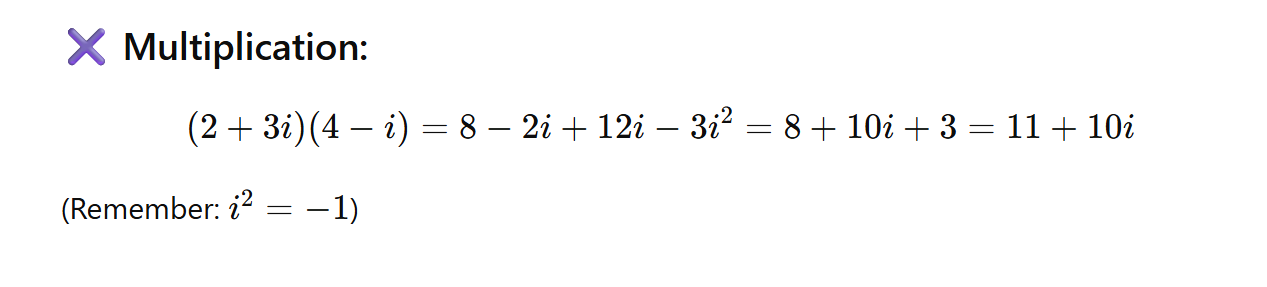 ✖ Multiplication:
(2 + 3i)(4 − i) = 8 − 2i + 12i − 3i² = 8 + 10i + 3 = 11 + 10i
(Remember: i² = −1)